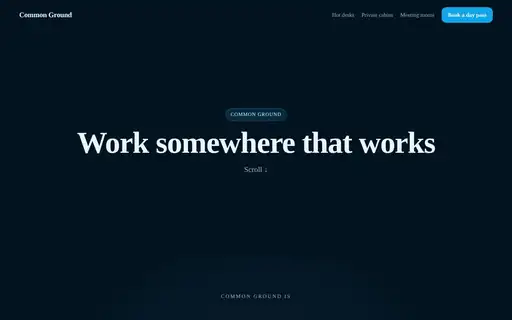 Common Ground
Hot desks
Private cabins
Meeting rooms
Book a day pass
COMMON GROUND
Work somewhere that works
Scroll ↓
COMMON GROUND IS